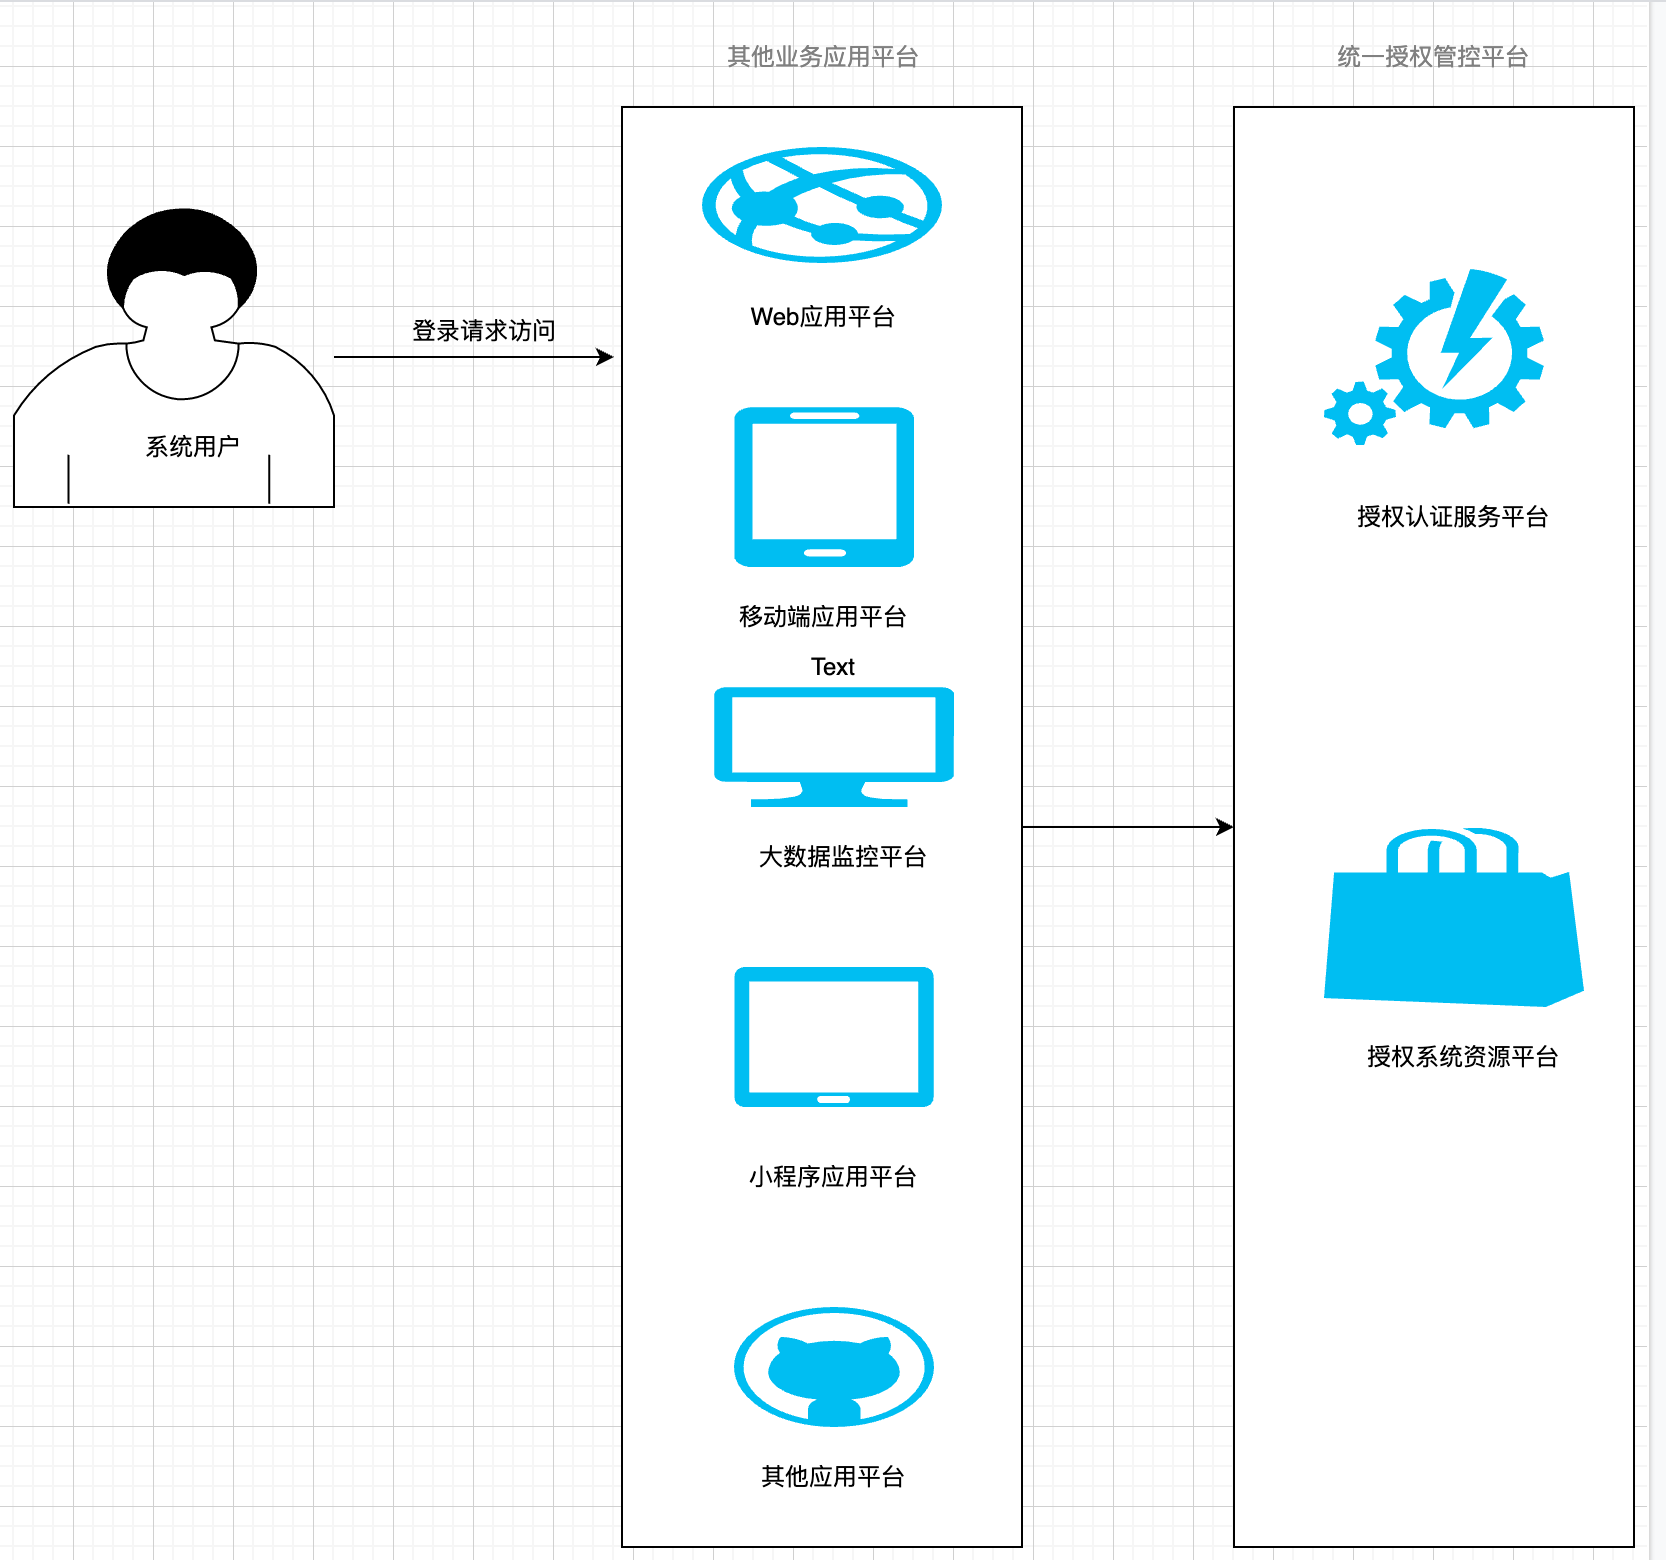 其他业务应用平台
统一授权管控平台
Web应用平台
登录请求访问
系统用户
授权认证服务平台
移动端应用平台
Text
大数据监控平台
授权系统资源平台
小程序应用平台
其他应用平台